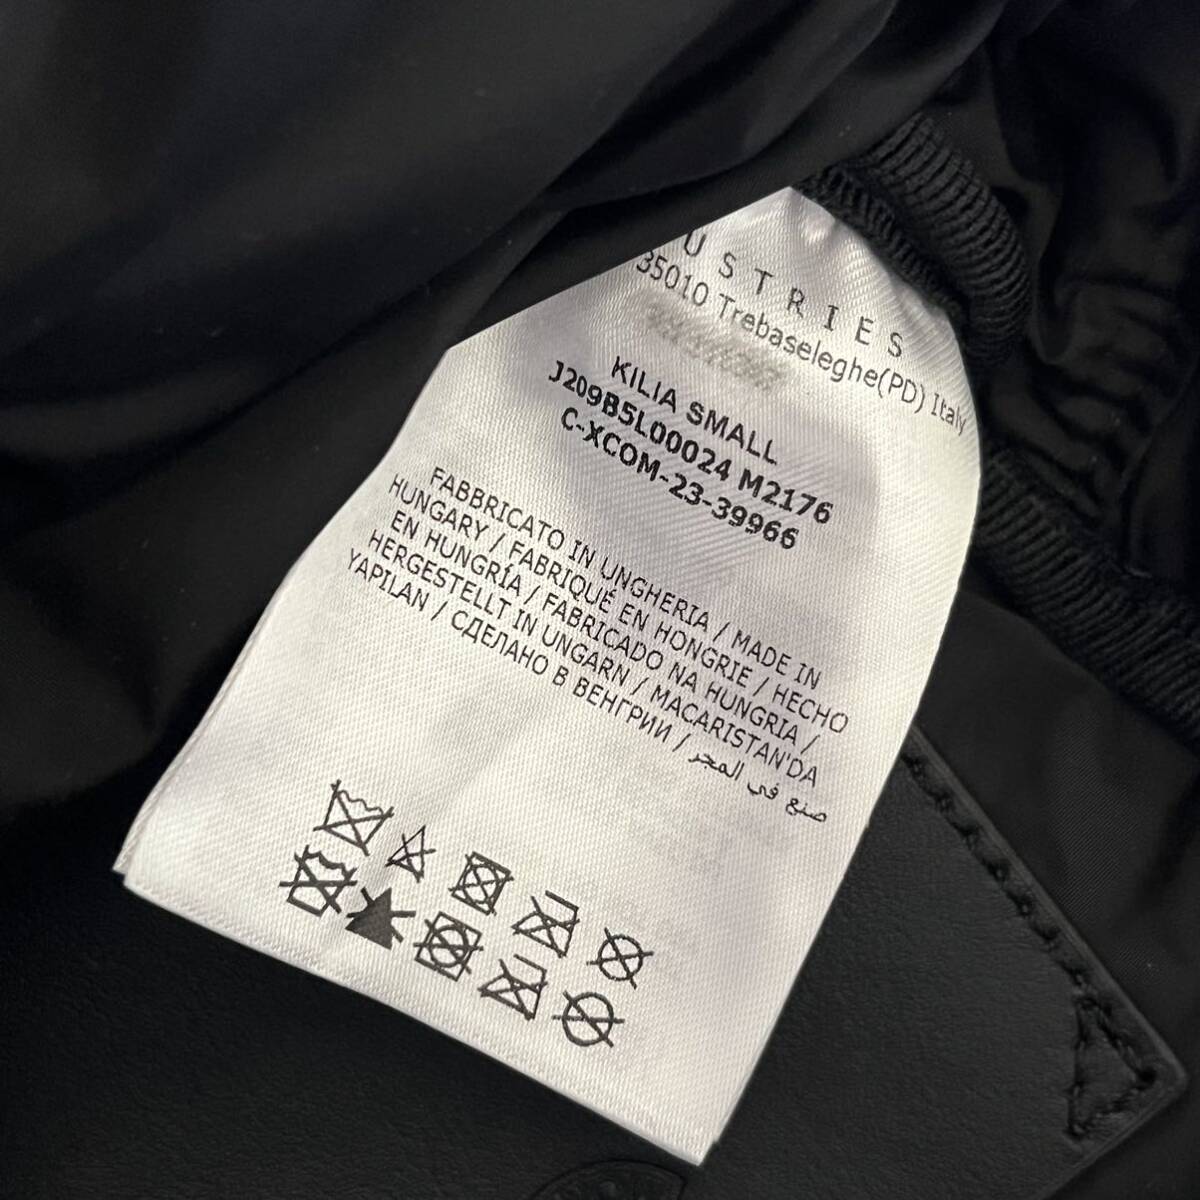 USTRIES
35010 Trebaseleghe(PD) Italy
KILIA SMALL
J209B5L00024 M2176
C-XCOM-23-39966
FABBRICATO IN UNGHERIA / MADE IN
HUNGARY / FABRIQUÉ EN HONGRIE / HECHO
EN HUNGRÍA / FABRICADO NA HUNGRIA /
HERGESTELLT IN UNGARN / MACARISTAN'DA
YAPILAN / СДЕЛАНО В ВЕНГРИИ / صنع في المجر